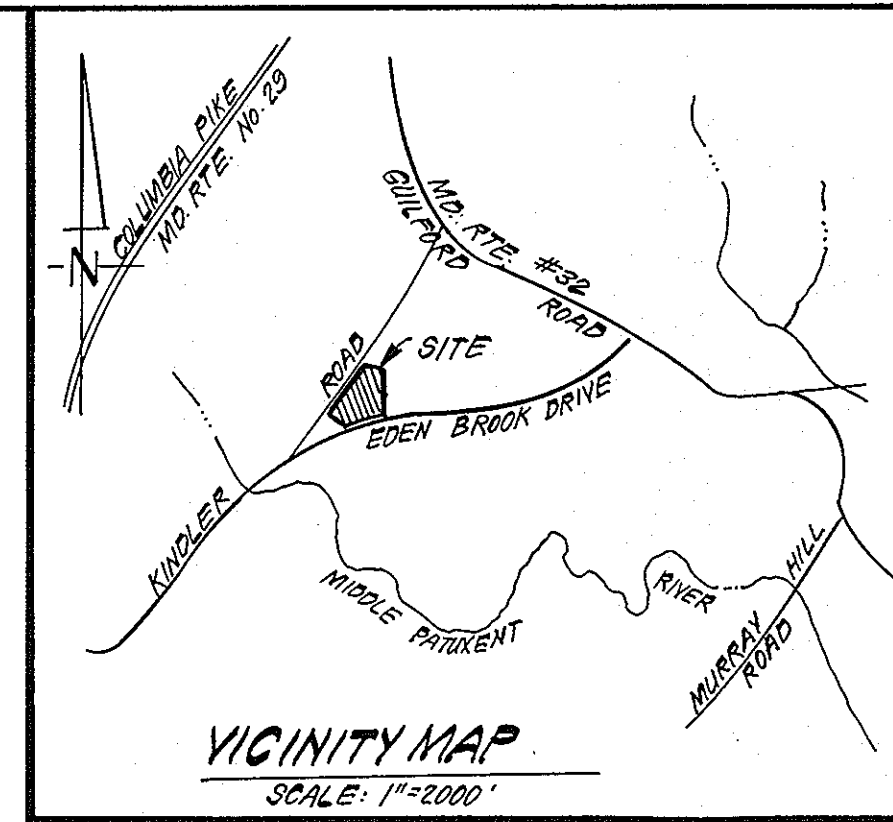 COLUMBIA PIKE
MD. RTE. No. 29
N
MD. RTE. #32
GUILFORD
ROAD
ROAD
SITE
EDEN BROOK DRIVE
KINDLER
MIDDLE PATUXENT
RIVER
MURRAY HILL
ROAD
VICINITY MAP
SCALE: 1"=2000'